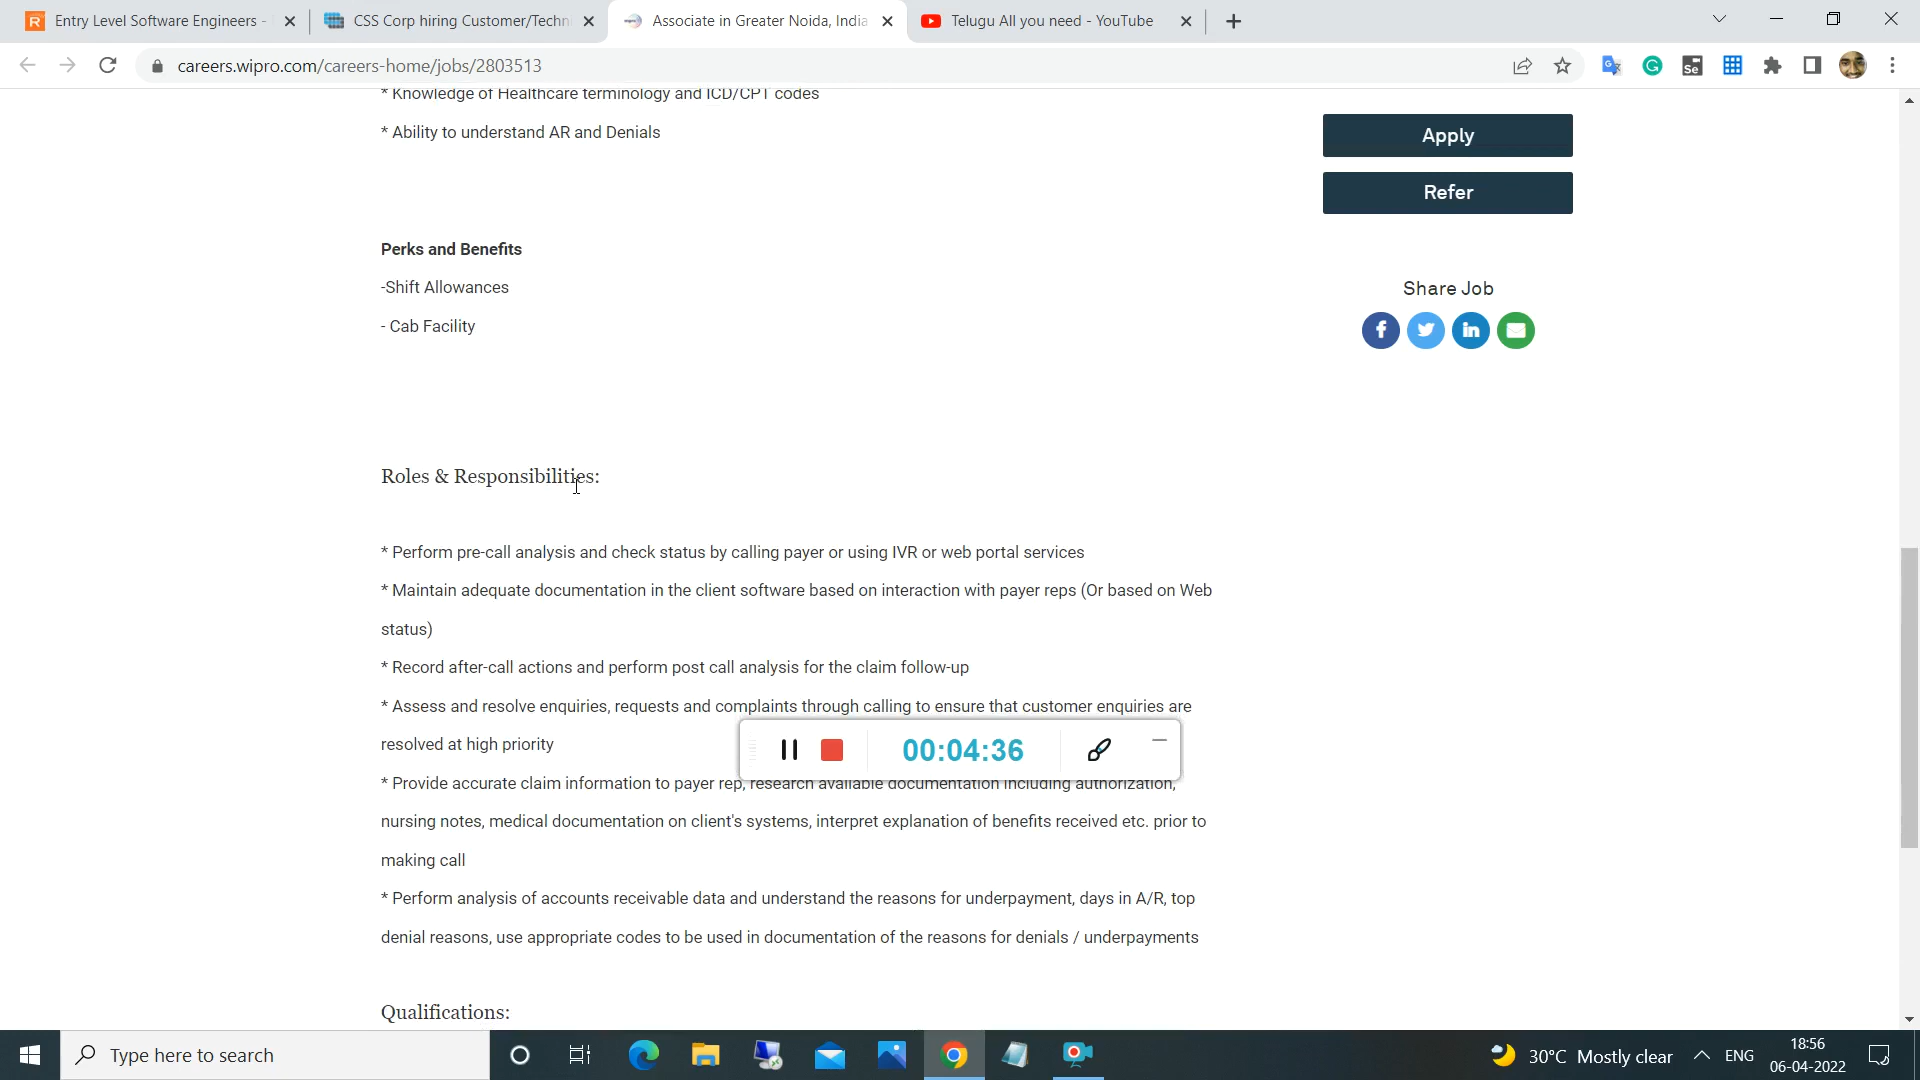 Entry Level Software Engineers -
CSS Corp hiring Customer/Techn
Associate in Greater Noida, India
Telugu All you need - YouTube
careers.wipro.com/careers-home/jobs/2803513
* Knowledge of Healthcare terminology and ICD/CPT codes
* Ability to understand AR and Denials
Apply
Refer
Perks and Benefits
-Shift Allowances
- Cab Facility
Share Job
Roles & Responsibilities:
* Perform pre-call analysis and check status by calling payer or using IVR or web portal services
* Maintain adequate documentation in the client software based on interaction with payer reps (Or based on Web
status)
* Record after-call actions and perform post call analysis for the claim follow-up
* Assess and resolve enquiries, requests and complaints through calling to ensure that customer enquiries are
resolved at high priority
00:04:36
* Provide accurate claim information to payer rep, research available documentation including authorization,
nursing notes, medical documentation on client's systems, interpret explanation of benefits received etc. prior to
making call
* Perform analysis of accounts receivable data and understand the reasons for underpayment, days in A/R, top
denial reasons, use appropriate codes to be used in documentation of the reasons for denials / underpayments
Qualifications:
Type here to search
30°C Mostly clear
ENG
18:56
06-04-2022